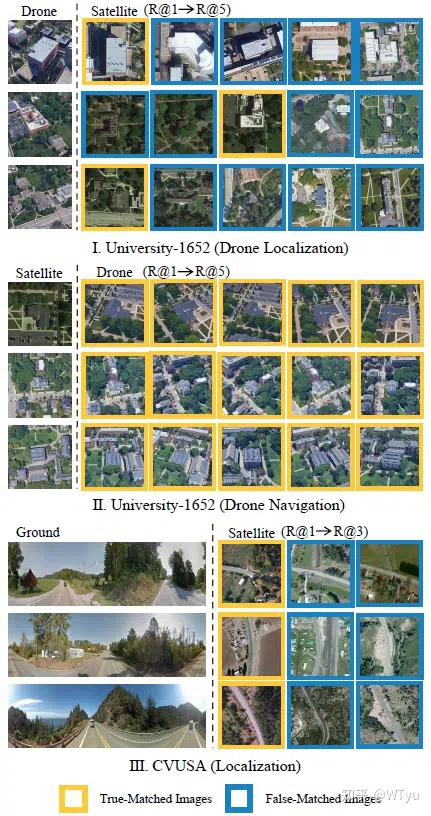 Drone
Satellite (R@1→R@5)
I. University-1652 (Drone Localization)
Satellite
Drone (R@1→R@5)
II. University-1652 (Drone Navigation)
Ground
Satellite (R@1→R@3)
III. CVUSA (Localization)
True-Matched Images
False-Matched Images
知乎 @WTyu